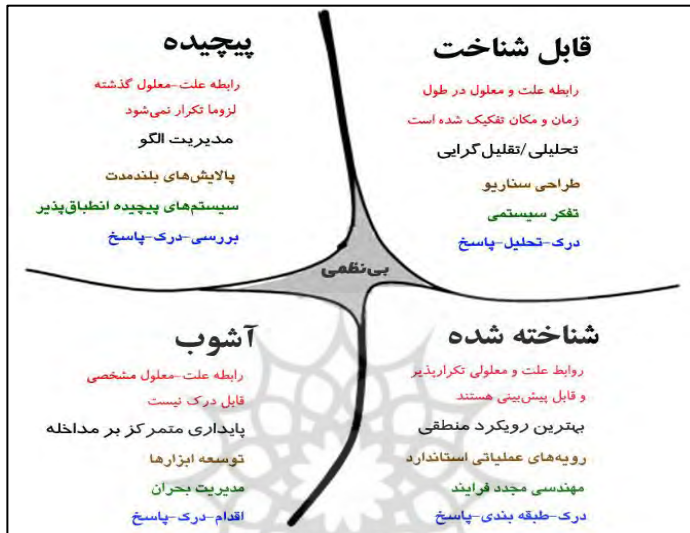 قابل شناخت
رابطه علت و معلول در طول
زمان و مکان تفکیک شده است
تحلیلی/تقلیل‌گرایی
طراحی سناریو
تفکر سیستمی
درک-تحلیل-پاسخ
پیچیده
رابطه علت-معلول گذشته
لزوما تکرار نمی‌شود
مدیریت الگو
پالایش‌های بلندمدت
سیستم‌های پیچیده انطباق‌پذیر
بررسی-درک-پاسخ
بی‌نظمی
شناخته شده
روابط علت و معلولی تکرارپذیر
و قابل پیش‌بینی هستند
بهترین رویکرد منطقی
رویه‌های عملیاتی استاندارد
مهندسی مجدد فرایند
درک-طبقه بندی-پاسخ
آشوب
رابطه علت-معلول مشخصی
قابل درک نیست
پایداری متمرکز بر مداخله
توسعه ابزارها
مدیریت بحران
اقدام-درک-پاسخ